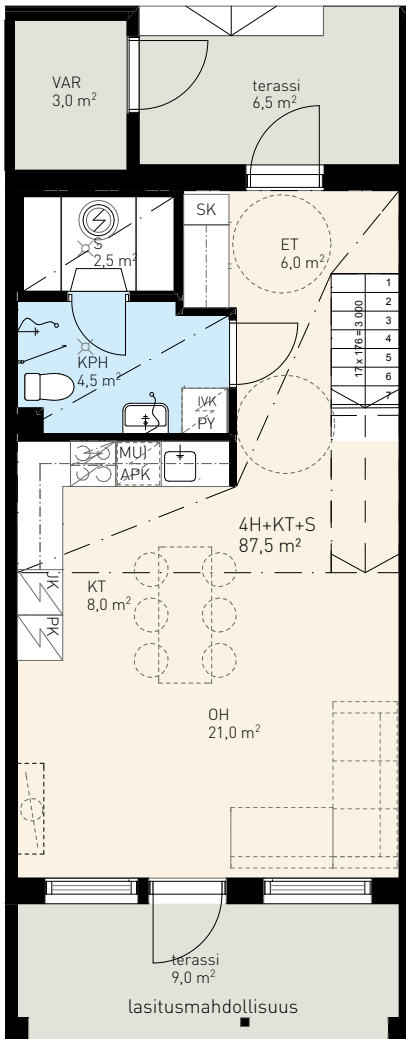 VAR
3,0 m²
terassi
6,5 m²
SK
S
2,5 m²
ET
6,0 m²
1
2
3
4
5
6
7
17 x 176 = 3 000
KPH
4,5 m²
IVK
PY
MU
APK
4H+KT+S
87,5 m²
JK
PK
KT
8,0 m²
OH
21,0 m²
terassi
9,0 m²
lasitusmahdollisuus